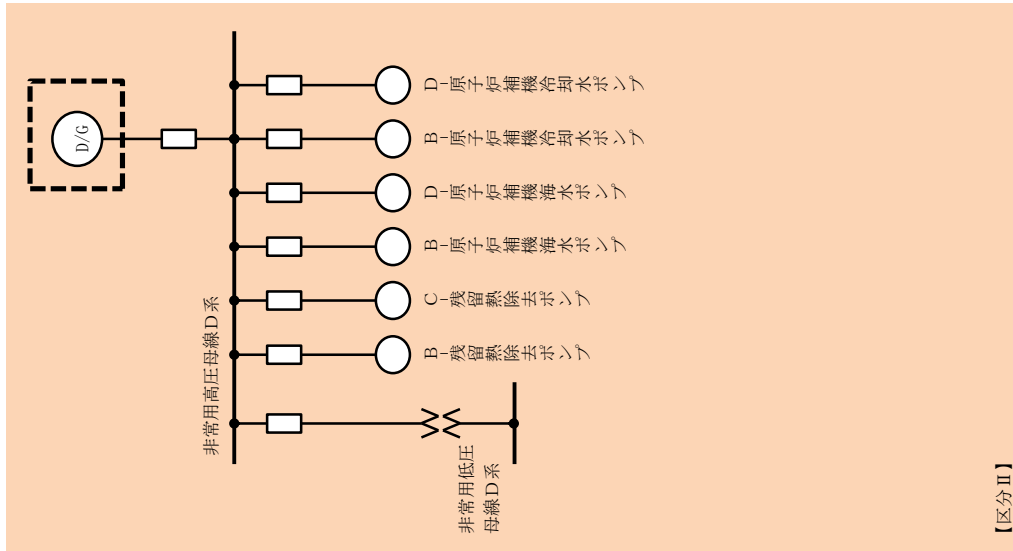 D/G
非常用高圧母線D系
D-原子炉補機冷却水ポンプ
B-原子炉補機冷却水ポンプ
D-原子炉補機海水ポンプ
B-原子炉補機海水ポンプ
C-残留熱除去ポンプ
B-残留熱除去ポンプ
非常用低圧
母線D系
【区分Ⅱ】